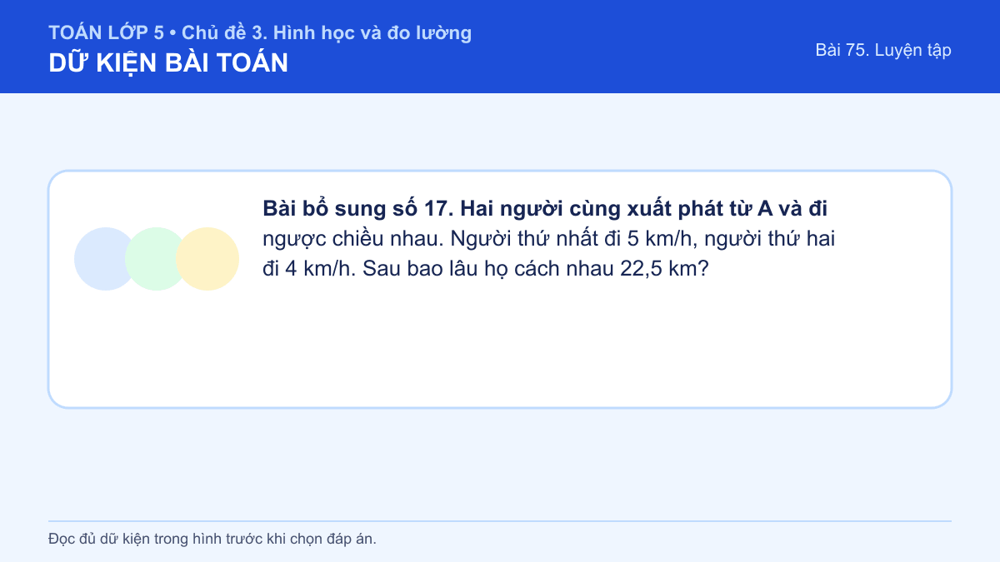 TOÁN LỚP 5 • Chủ đề 3. Hình học và đo lường
DỮ KIỆN BÀI TOÁN
Bài 75. Luyện tập
Bài bổ sung số 17. Hai người cùng xuất phát từ A và đi
ngược chiều nhau. Người thứ nhất đi 5 km/h, người thứ hai
đi 4 km/h. Sau bao lâu họ cách nhau 22,5 km?
Đọc đủ dữ kiện trong hình trước khi chọn đáp án.